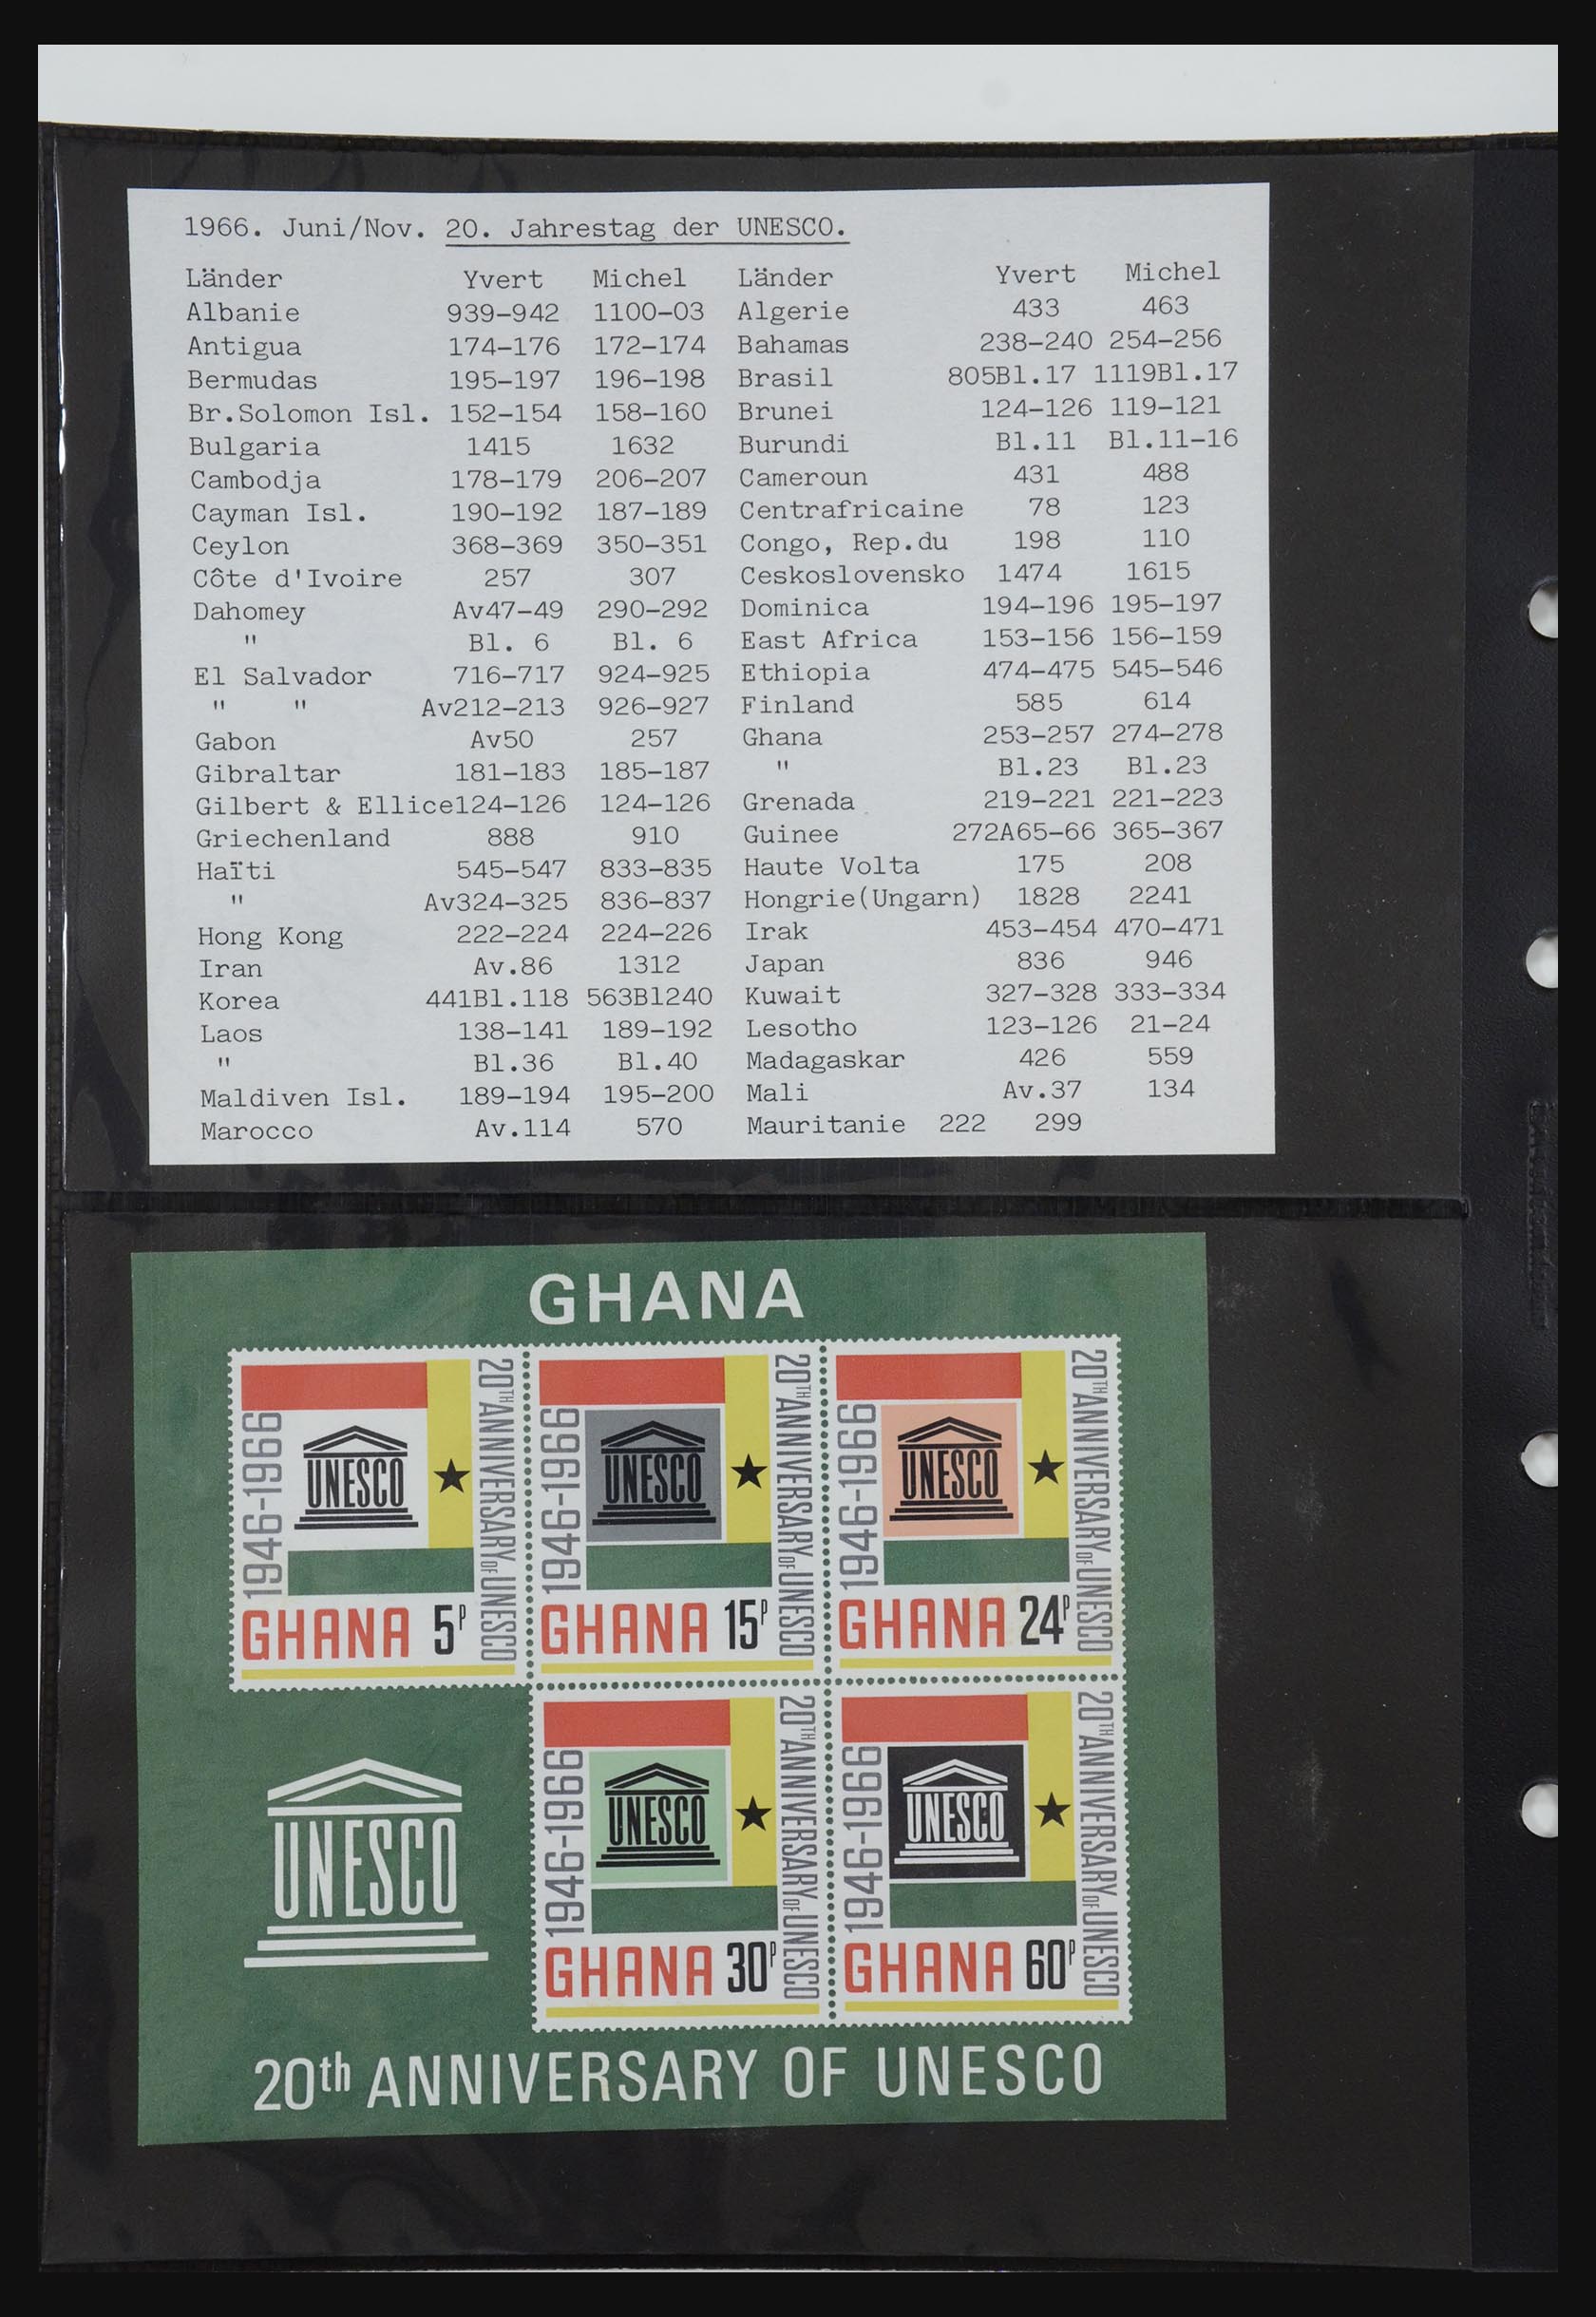 1966. Juni/Nov. 20. Jahrestag der UNESCO.
Länder Yvert Michel Länder Yvert Michel
Albanie 939-942 1100-03 Algerie 433 463
Antigua 174-176 172-174 Bahamas 238-240 254-256
Bermudas 195-197 196-198 Brasil 805Bl.17 1119Bl.17
Br.Solomon Isl. 152-154 158-160 Brunei 124-126 119-121
Bulgaria 1415 1632 Burundi Bl.11 Bl.11-16
Cambodja 178-179 206-207 Cameroun 431 488
Cayman Isl. 190-192 187-189 Centrafricaine 78 123
Ceylon 368-369 350-351 Congo, Rep.du 198 110
Côte d'Ivoire 257 307 Ceskoslovensko 1474 1615
Dahomey Av47-49 290-292 Dominica 194-196 195-197
" Bl. 6 Bl. 6 East Africa 153-156 156-159
El Salvador 716-717 924-925 Ethiopia 474-475 545-546
" " Av212-213 926-927 Finland 585 614
Gabon Av50 257 Ghana 253-257 274-278
Gibraltar 181-183 185-187 " Bl.23 Bl.23
Gilbert & Ellice124-126 124-126 Grenada 219-221 221-223
Griechenland 888 910 Guinee 272A65-66 365-367
Haïti 545-547 833-835 Haute Volta 175 208
" Av324-325 836-837 Hongrie(Ungarn) 1828 2241
Hong Kong 222-224 224-226 Irak 453-454 470-471
Iran Av.86 1312 Japan 836 946
Korea 441Bl.118 563Bl240 Kuwait 327-328 333-334
Laos 138-141 189-192 Lesotho 123-126 21-24
" Bl.36 Bl.40 Madagaskar 426 559
Maldiven Isl. 189-194 195-200 Mali Av.37 134
Marocco Av.114 570 Mauritanie 222 299
GHANA
1946-1966
UNESCO
20TH ANNIVERSARY OF UNESCO
GHANA 5P
1946-1966
UNESCO
20TH ANNIVERSARY OF UNESCO
GHANA 15P
1946-1966
UNESCO
20TH ANNIVERSARY OF UNESCO
GHANA 24P
UNESCO
1946-1966
UNESCO
20TH ANNIVERSARY OF UNESCO
GHANA 30P
1946-1966
UNESCO
20TH ANNIVERSARY OF UNESCO
GHANA 60P
20th ANNIVERSARY OF UNESCO